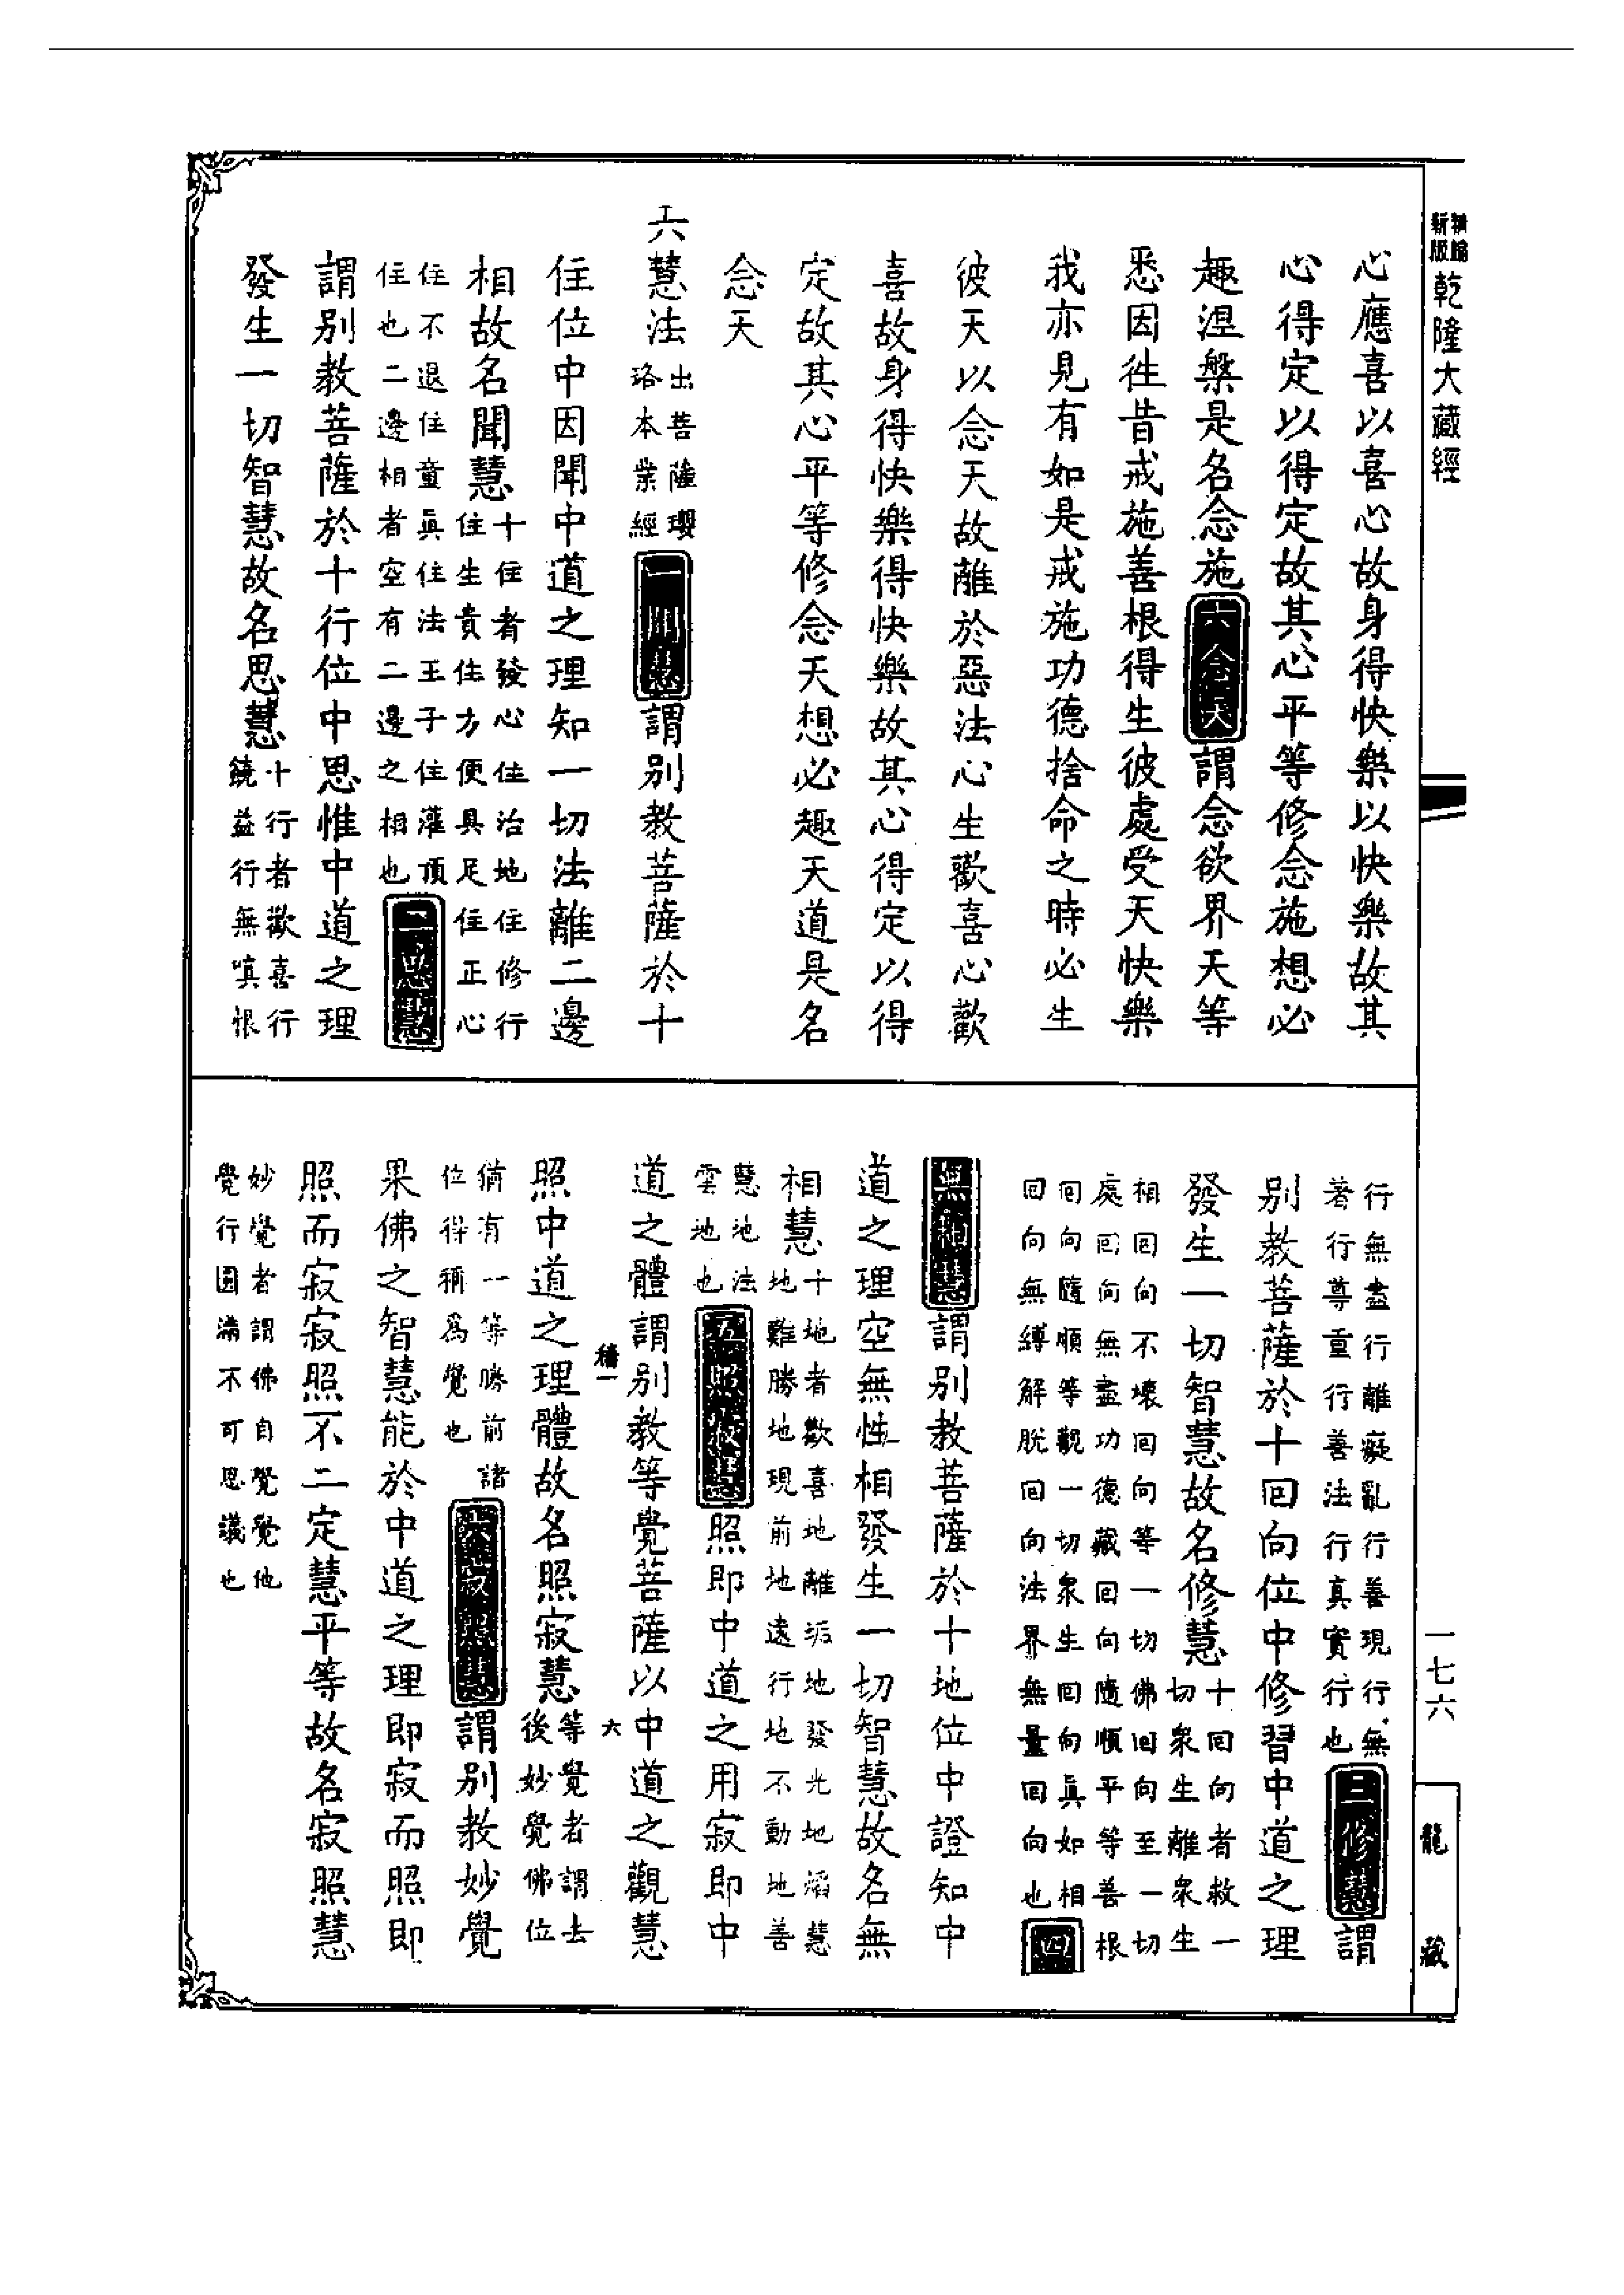 新版
精縮
乾隆大藏經
一七六
龍藏
心應喜以喜心故身得快樂以快樂故其
心得定以得定故其心平等修念施想必
趣涅槃是名念施六念天謂念欲界天等
悉因往昔戒施善根得生彼處受天快樂
我亦見有如是戒施功德捨命之時必生
彼天以念天故離於惡法心生歡喜心歡
喜故身得快樂得快樂故其心得定以得
定故其心平等修念天想必趣天道是名
念天
六慧法出菩薩瓔珞本業經一聞慧謂別教菩薩於十
住位中因聞中道之理知一切法離二邊
相故名聞慧十住者發心住治地住修行住生貴住方便具足住正心
住不退住童真住法王子住灌頂住也二邊相者空有二邊之相也二思慧
謂別教菩薩於十行位中思惟中道之理
發生一切智慧故名思慧十行者歡喜行饒益行無嗔恨
行無盡行離癡亂行善現行無著行尊重行善法行真實行也三修慧謂
別教菩薩於十回向位中修習中道之理
發生一切智慧故名修慧十回向者救一切眾生離眾生
相回向不壞回向等一切佛回向至一切處回向無盡功德藏回向隨順平等善根
回向隨順等觀一切眾生回向真如相回向無縛解脫回向法界無量回向也四
無相慧謂別教菩薩於十地位中證知中
道之理空無性相發生一切智慧故名無
相慧十地者歡喜地離垢地發光地焰慧地難勝地現前地遠行地不動地善
慧地法雲地也五照寂慧照即中道之用寂即中
道之體謂別教等覺菩薩以中道之觀慧
稽一 六
照中道之理體故名照寂慧等覺者謂去後妙覺佛位
猶有一等勝前諸位得稱為覺也六寂照慧謂別教妙覺
果佛之智慧能於中道之理即寂而照即
照而寂寂照不二定慧平等故名寂照慧
妙覺者謂佛自覺覺他覺行圓滿不可思議也